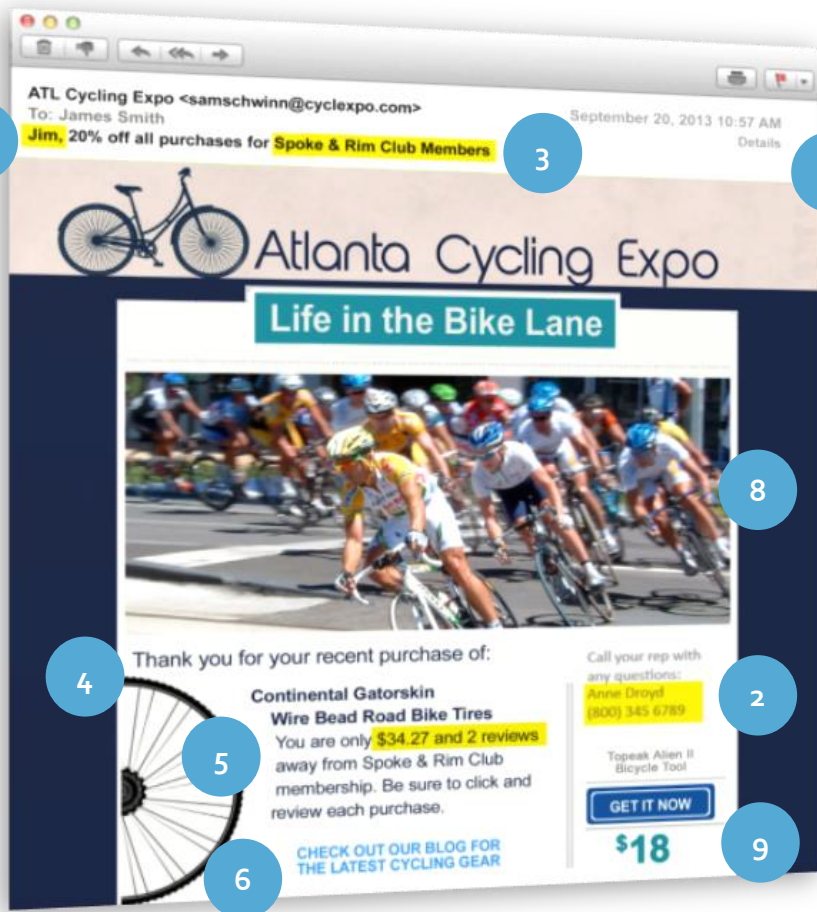 ATL Cycling Expo <samschwinn@cyclexpo.com>
September 20, 2013 10:57 AM
To: James Smith
Details
Jim, 20% off all purchases for Spoke & Rim Club Members
3
Atlanta Cycling Expo
Life in the Bike Lane
8
4
Thank you for your recent purchase of:
Continental Gatorskin
Wire Bead Road Bike Tires
You are only $34.27 and 2 reviews
away from Spoke & Rim Club
membership. Be sure to click and
review each purchase.
5
CHECK OUT OUR BLOG FOR
THE LATEST CYCLING GEAR
6
Call your rep with
any questions:
Anne Droyd
(800) 345 6789
2
Topeak Alien II
Bicycle Tool
GET IT NOW
$18
9